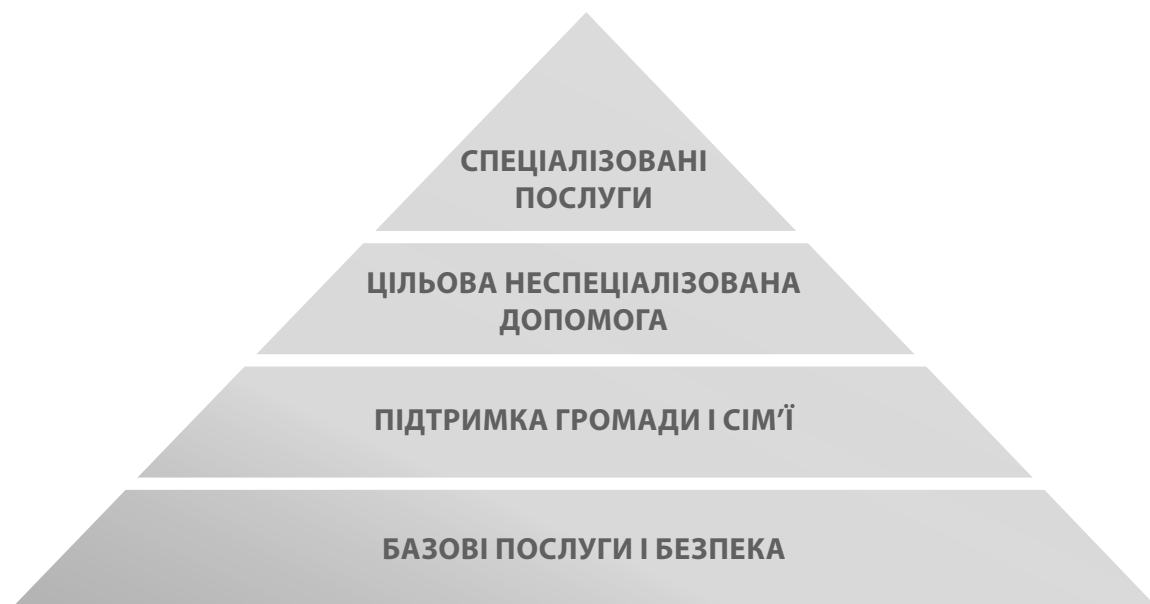 СПЕЦІАЛІЗОВАНІ
ПОСЛУГИ
ЦІЛЬОВА НЕСПЕЦІАЛІЗОВАНА
ДОПОМОГА
ПІДТРИМКА ГРОМАДИ І СІМ’Ї
БАЗОВІ ПОСЛУГИ І БЕЗПЕКА